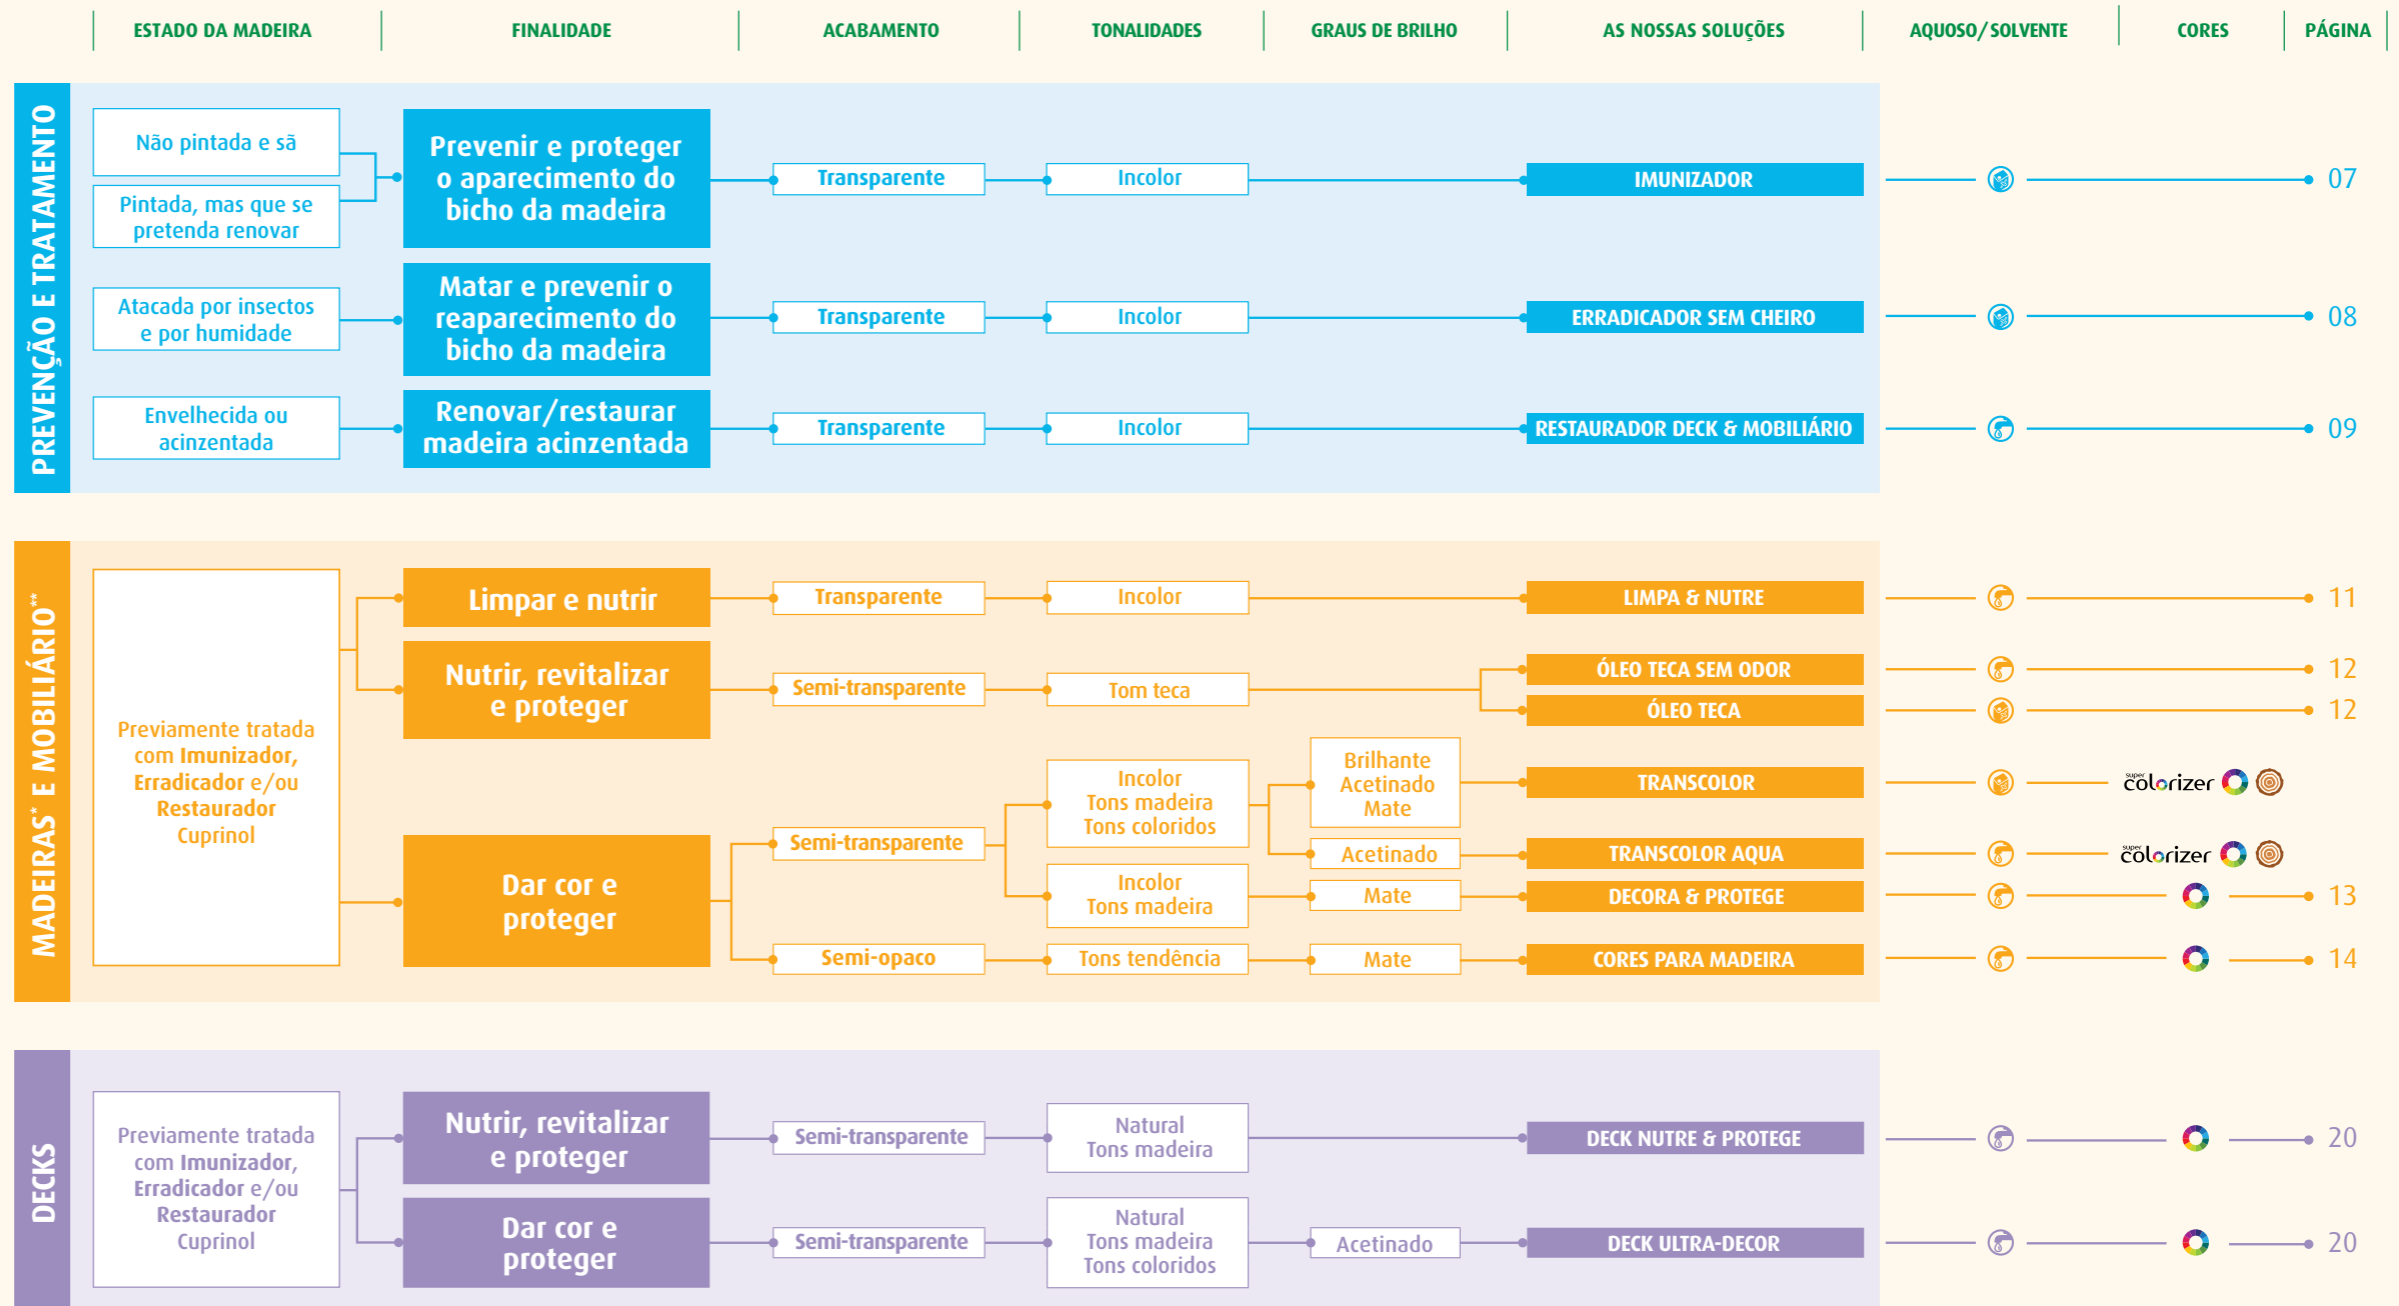 ESTADO DA MADEIRA
FINALIDADE
ACABAMENTO
TONALIDADES
GRAUS DE BRILHO
AS NOSSAS SOLUÇÕES
AQUOSO/SOLVENTE
CORES
PÁGINA
PREVENÇÃO E TRATAMENTO
Não pintada e sã
Pintada, mas que se
pretenda renovar
Prevenir e proteger
o aparecimento do
bicho da madeira
Transparente
Incolor
IMUNIZADOR
07
Atacada por insectos
e por humidade
Matar e prevenir o
reaparecimento do
bicho da madeira
Transparente
Incolor
ERRADICADOR SEM CHEIRO
08
Envelhecida ou
acinzentada
Renovar/restaurar
madeira acinzentada
Transparente
Incolor
RESTAURADOR DECK & MOBILIÁRIO
09
MADEIRAS* E MOBILIÁRIO**
Previamente tratada
com Imunizador,
Erradicador e/ou
Restaurador
Cuprinol
Limpar e nutrir
Transparente
Incolor
LIMPA & NUTRE
11
Nutrir, revitalizar
e proteger
Semi-transparente
Tom teca
ÓLEO TECA SEM ODOR
12
ÓLEO TECA
12
Dar cor e
proteger
Semi-transparente
Incolor
Tons madeira
Tons coloridos
Brilhante
Acetinado
Mate
TRANSCOLOR
super
colorizer
Acetinado
TRANSCOLOR AQUA
super
colorizer
Incolor
Tons madeira
Mate
DECORA & PROTEGE
13
Semi-opaco
Tons tendência
Mate
CORES PARA MADEIRA
14
DECKS
Previamente tratada
com Imunizador,
Erradicador e/ou
Restaurador
Cuprinol
Nutrir, revitalizar
e proteger
Semi-transparente
Natural
Tons madeira
DECK NUTRE & PROTEGE
20
Dar cor e
proteger
Semi-transparente
Natural
Tons madeira
Tons coloridos
Acetinado
DECK ULTRA-DECOR
20